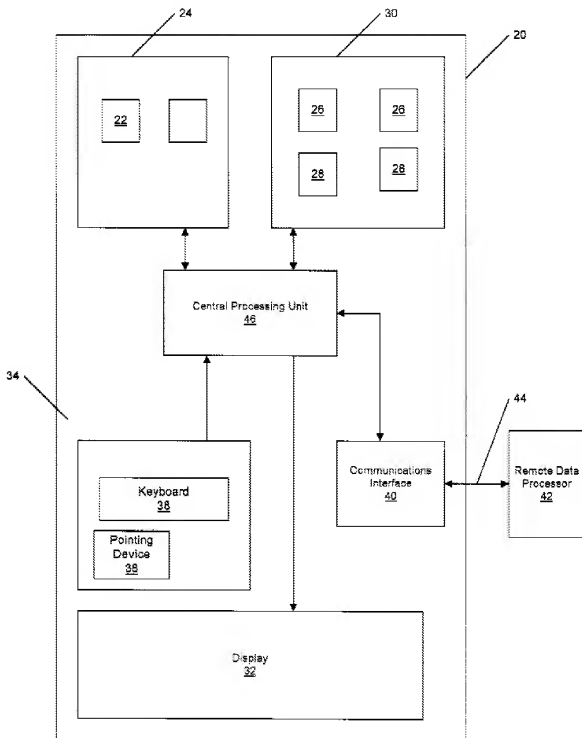 24
30
20
22
26
26
28
28
Central Processing Unit
46
34
44
Keyboard
38
Pointing
Device
38
Communications
Interface
40
Remote Data
Processor
42
Display
32